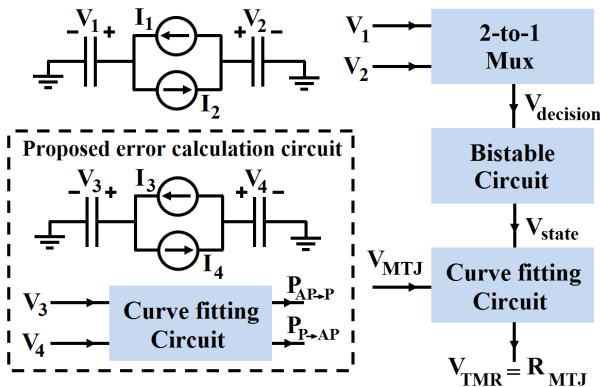 − V1 +
I1
I2
+ V2 −
Proposed error calculation circuit
− V3 +
I3
I4
+ V4 −
V3
V4
Curve fitting
Circuit
PAP→P
PP→AP
V1
V2
2-to-1
Mux
Vdecision
Bistable
Circuit
Vstate
VMTJ
Curve fitting
Circuit
VTMR = RMTJ